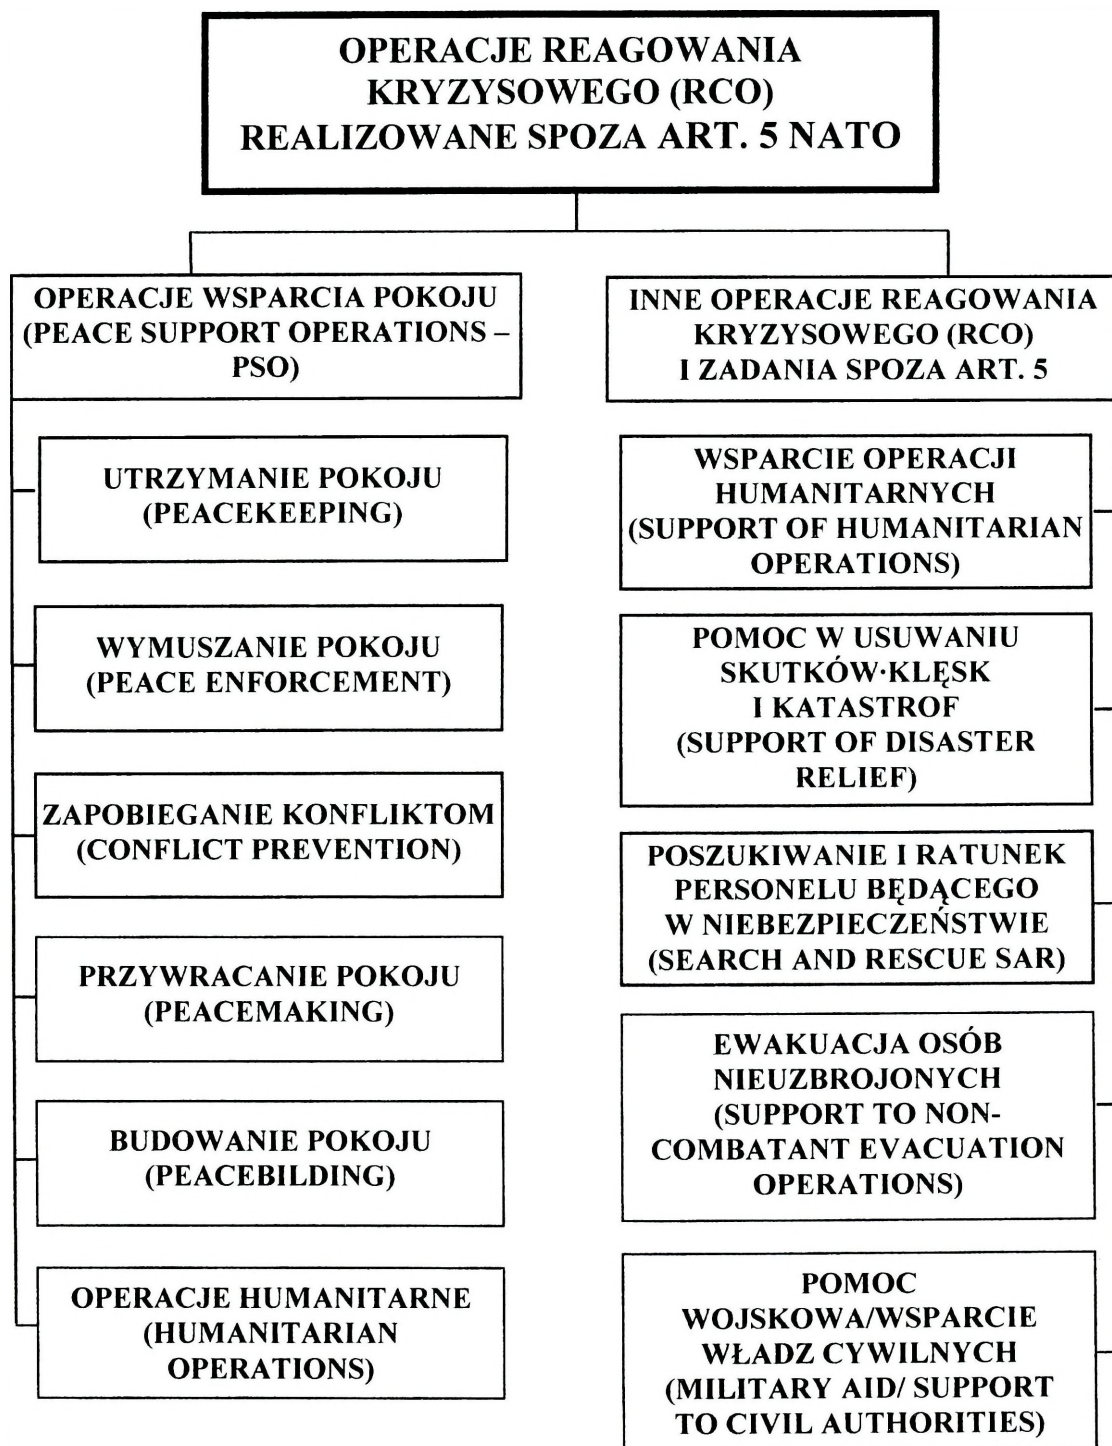 OPERACJE REAGOWANIA
KRYZYSOWEGO (RCO)
REALIZOWANE SPOZA ART. 5 NATO
OPERACJE WSPARCIA POKOJU
(PEACE SUPPORT OPERATIONS –
PSO)
UTRZYMANIE POKOJU
(PEACEKEEPING)
WYMUSZANIE POKOJU
(PEACE ENFORCEMENT)
ZAPOBIEGANIE KONFLIKTOM
(CONFLICT PREVENTION)
PRZYWRACANIE POKOJU
(PEACEMAKING)
BUDOWANIE POKOJU
(PEACEBILDING)
OPERACJE HUMANITARNE
(HUMANITARIAN
OPERATIONS)
INNE OPERACJE REAGOWANIA
KRYZYSOWEGO (RCO)
I ZADANIA SPOZA ART. 5
WSPARCIE OPERACJI
HUMANITARNYCH
(SUPPORT OF HUMANITARIAN
OPERATIONS)
POMOC W USUWANIU
SKUTKÓW·KLĘSK
I KATASTROF
(SUPPORT OF DISASTER
RELIEF)
POSZUKIWANIE I RATUNEK
PERSONELU BĘDĄCEGO
W NIEBEZPIECZEŃSTWIE
(SEARCH AND RESCUE SAR)
EWAKUACJA OSÓB
NIEUZBROJONYCH
(SUPPORT TO NON-
COMBATANT EVACUATION
OPERATIONS)
POMOC
WOJSKOWA/WSPARCIE
WŁADZ CYWILNYCH
(MILITARY AID/ SUPPORT
TO CIVIL AUTHORITIES)